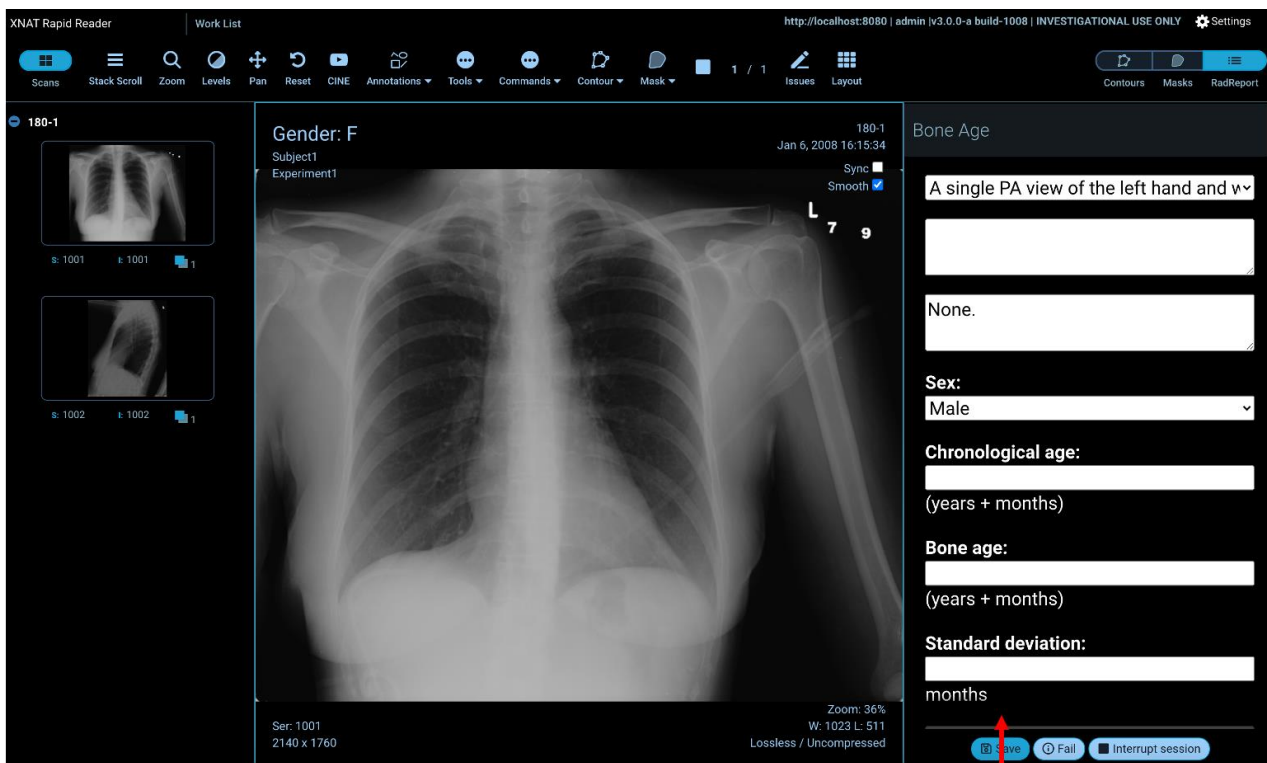 XNAT Rapid Reader
Work List
http://localhost:8080 | admin |v3.0.0-a build-1008 | INVESTIGATIONAL USE ONLY
Settings
Scans
Stack Scroll
Zoom
Levels
Pan
Reset
CINE
Annotations
Tools
Commands
Contour
Mask
1 / 1
Issues
Layout
Contours
Masks
RadReport
180-1
S: 1001 I: 1001 1
S: 1002 I: 1002 1
Gender: F
Subject1
Experiment1
180-1
Jan 6, 2008 16:15:34
Sync
Smooth
L
7 9
Ser: 1001
2140 x 1760
Zoom: 36%
W: 1023 L: 511
Lossless / Uncompressed
Bone Age
A single PA view of the left hand and w
None.
Sex:
Male
Chronological age:
(years + months)
Bone age:
(years + months)
Standard deviation:
months
Save
Fail
Interrupt session